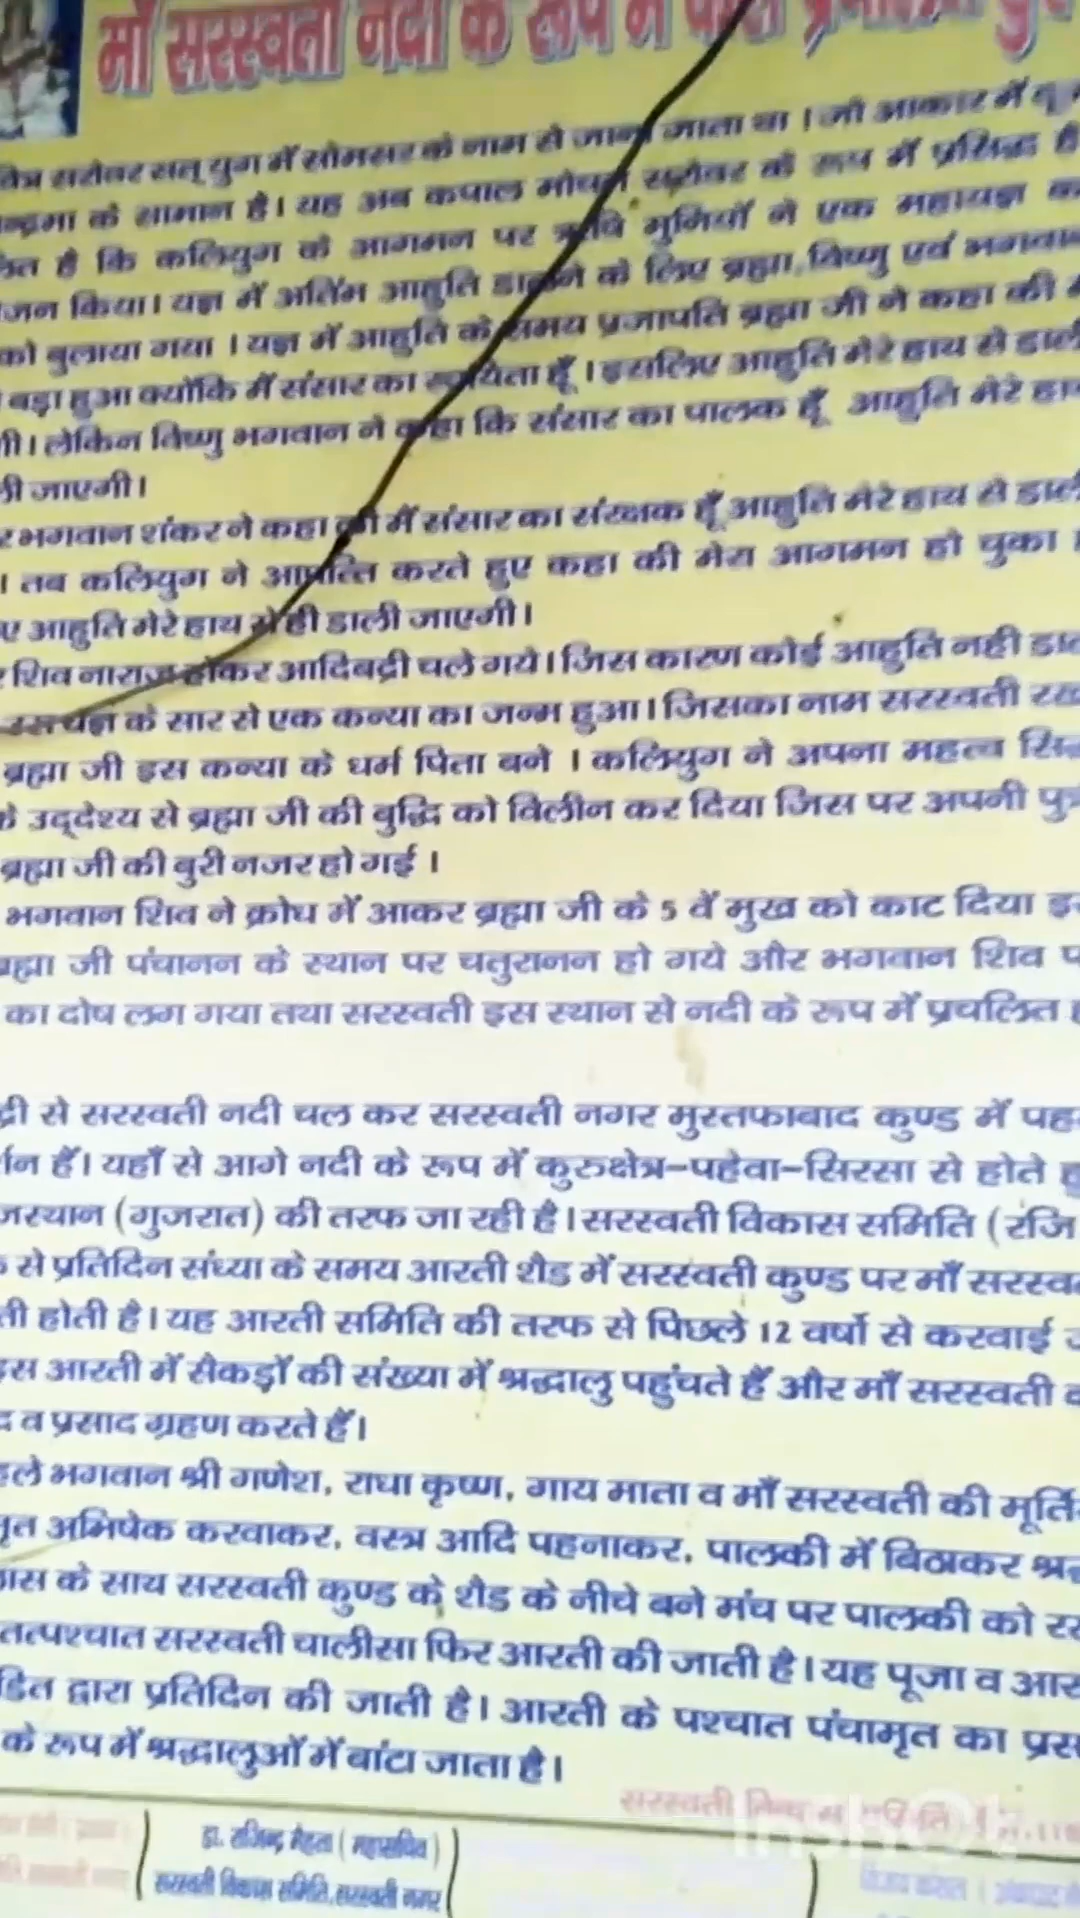 माँ सरस्वती नदी के रूप में
सरोवर सत् युग में सोमसर के नाम से जाना जाता था । जो आकार में
के सामान है। यह अब कपाल मोचन सरोवर के रूप में प्रसिद्ध है
है कि कलियुग के आगमन पर ऋषि मुनियों ने एक महायज्ञ
किया। यज्ञ में अतिंम आहुति डालने के लिए ब्रह्मा, विष्णु एवं
को बुलाया गया । यज्ञ में आहुति के समय प्रजापति ब्रह्मा जी ने कहा की
बड़ा हुआ क्योंकि मैं संसार का रचयिता हूँ । इसलिए आहुति मेरे हाथ से
लेकिन विष्णु भगवान ने कहा कि संसार का पालक हूँ आहुति मेरे
जाएगी।
भगवान शंकर ने कहा की मैं संसार का संरक्षक हूँ आहुति मेरे हाथ से
तब कलियुग ने आपत्ति करते हुए कहा की मेरा आगमन हो चुका
आहुति मेरे हाथ से ही डाली जाएगी।
शिव नाराज होकर आदिबद्री चले गये। जिस कारण कोई आहुति नही
यज्ञ के सार से एक कन्या का जन्म हुआ। जिसका नाम सरस्वती
ब्रह्मा जी इस कन्या के धर्म पिता बने । कलियुग ने अपना महत्व
उद्देश्य से ब्रह्मा जी की बुद्धि को विलीन कर दिया जिस पर अपनी
ब्रह्मा जी की बुरी नजर हो गई ।
भगवान शिव ने क्रोध में आकर ब्रह्मा जी के 5 वें मुख को काट दिया
जी पंचानन के स्थान पर चतुरानन हो गये और भगवान शिव
का दोष लग गया तथा सरस्वती इस स्थान से नदी के रूप में प्रचलित
से सरस्वती नदी चल कर सरस्वती नगर मुस्तफाबाद कुण्ड में
हैं। यहाँ से आगे नदी के रूप में कुरुक्षेत्र-पहेवा-सिरसा से होते
(गुजरात) की तरफ जा रही है। सरस्वती विकास समिति (रजि
से प्रतिदिन संध्या के समय आरती शैड में सरस्वती कुण्ड पर माँ
होती है। यह आरती समिति की तरफ से पिछले 12 वर्षो से करवाई
आरती में सैकड़ों की संख्या में श्रद्धालु पहुंचते हैं और माँ सरस्वती
व प्रसाद ग्रहण करते हैं।
भगवान श्री गणेश, राधा कृष्ण, गाय माता व माँ सरस्वती की
अभिषेक करवाकर, वस्त्र आदि पहनाकर, पालकी में बिठाकर
के साथ सरस्वती कुण्ड के शैड के नीचे बने मंच पर पालकी को
तत्पश्चात सरस्वती चालीसा फिर आरती की जाती है। यह पूजा व
द्वारा प्रतिदिन की जाती है। आरती के पश्चात पंचामृत का
के रूप में श्रद्धालुओं में बांटा जाता है।
सरस्वती
डा. राजिन्द्र मेहता ( महासचिव )
सरस्वती विकास समिति, सरस्वती नगर